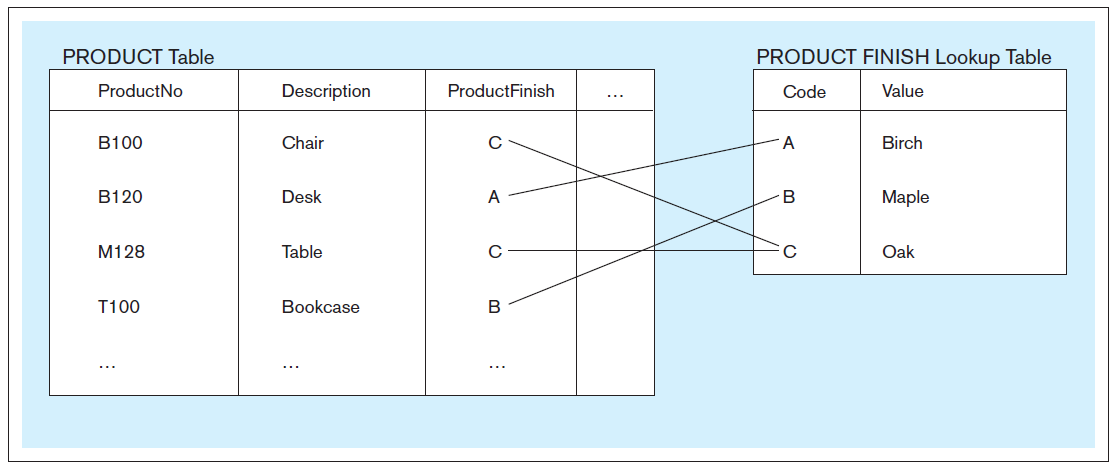 PRODUCT Table
ProductNo Description ProductFinish ...
B100 Chair C
B120 Desk A
M128 Table C
T100 Bookcase B
... ... ...
PRODUCT FINISH Lookup Table
Code Value
A Birch
B Maple
C Oak